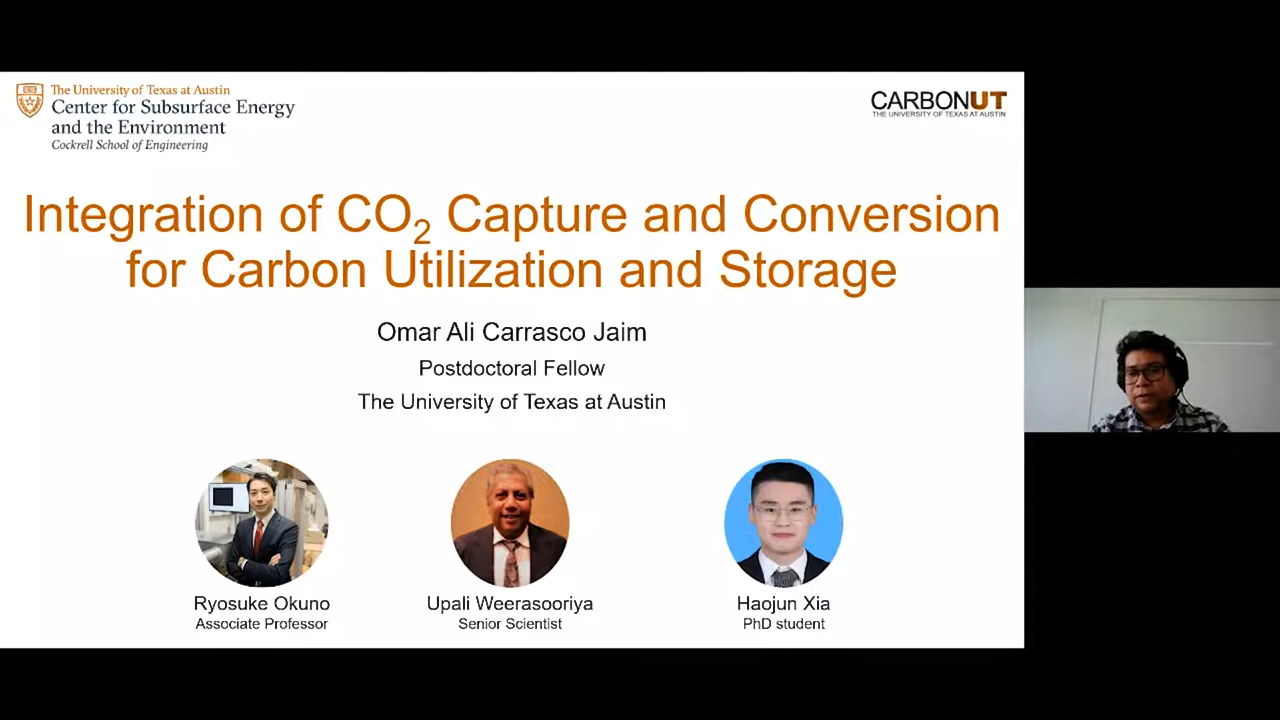 The University of Texas at Austin
Center for Subsurface Energy
and the Environment
Cockrell School of Engineering
CARBONUT
THE UNIVERSITY OF TEXAS AT AUSTIN
Integration of CO₂ Capture and Conversion
for Carbon Utilization and Storage
Omar Ali Carrasco Jaim
Postdoctoral Fellow
The University of Texas at Austin
Ryosuke Okuno
Associate Professor
Upali Weerasooriya
Senior Scientist
Haojun Xia
PhD student